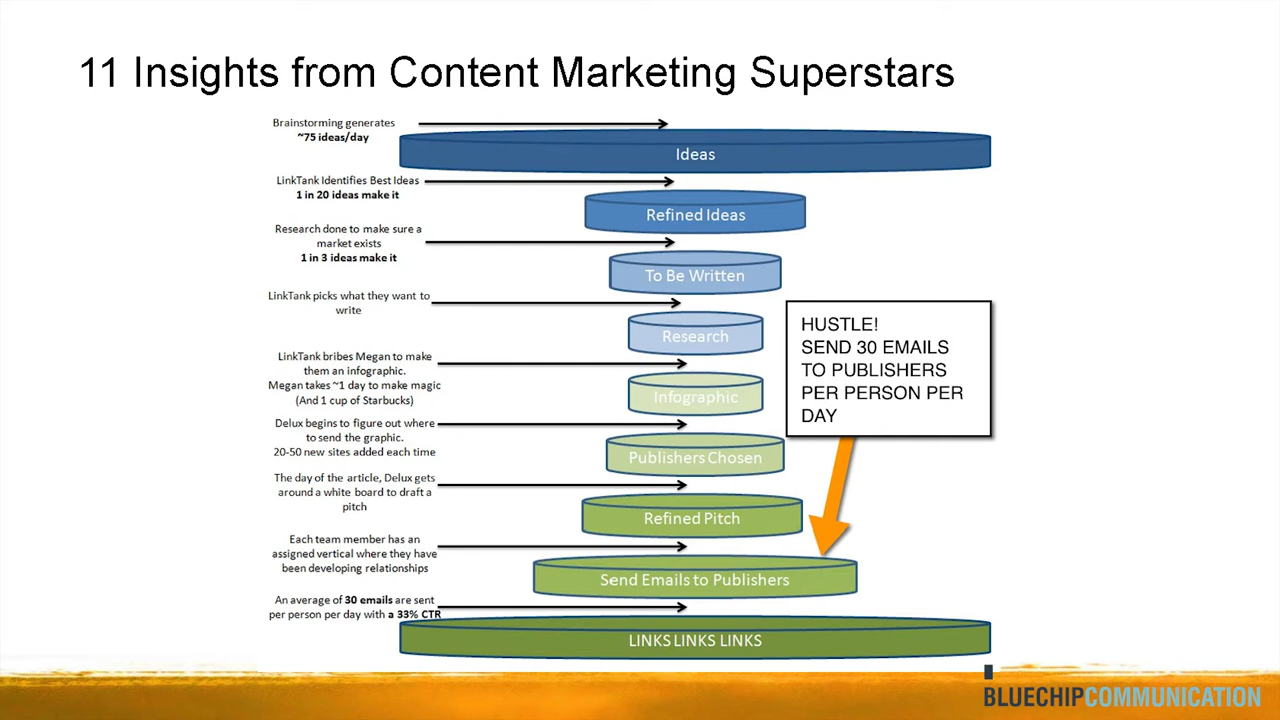 11 Insights from Content Marketing Superstars
Brainstorming generates
~75 ideas/day
Ideas
LinkTank Identifies Best Ideas
1 in 20 ideas make it
Refined Ideas
Research done to make sure a
market exists
1 in 3 ideas make it
To Be Written
LinkTank picks what they want to
write
Research
LinkTank bribes Megan to make
them an infographic.
Megan takes ~1 day to make magic
(And 1 cup of Starbucks)
Infographic
HUSTLE!
SEND 30 EMAILS
TO PUBLISHERS
PER PERSON PER
DAY
Delux begins to figure out where
to send the graphic.
20-50 new sites added each time
Publishers Chosen
The day of the article, Delux gets
around a white board to draft a
pitch
Refined Pitch
Each team member has an
assigned vertical where they have
been developing relationships
Send Emails to Publishers
An average of 30 emails are sent
per person per day with a 33% CTR
LINKS LINKS LINKS
BLUECHIPCOMMUNICATION